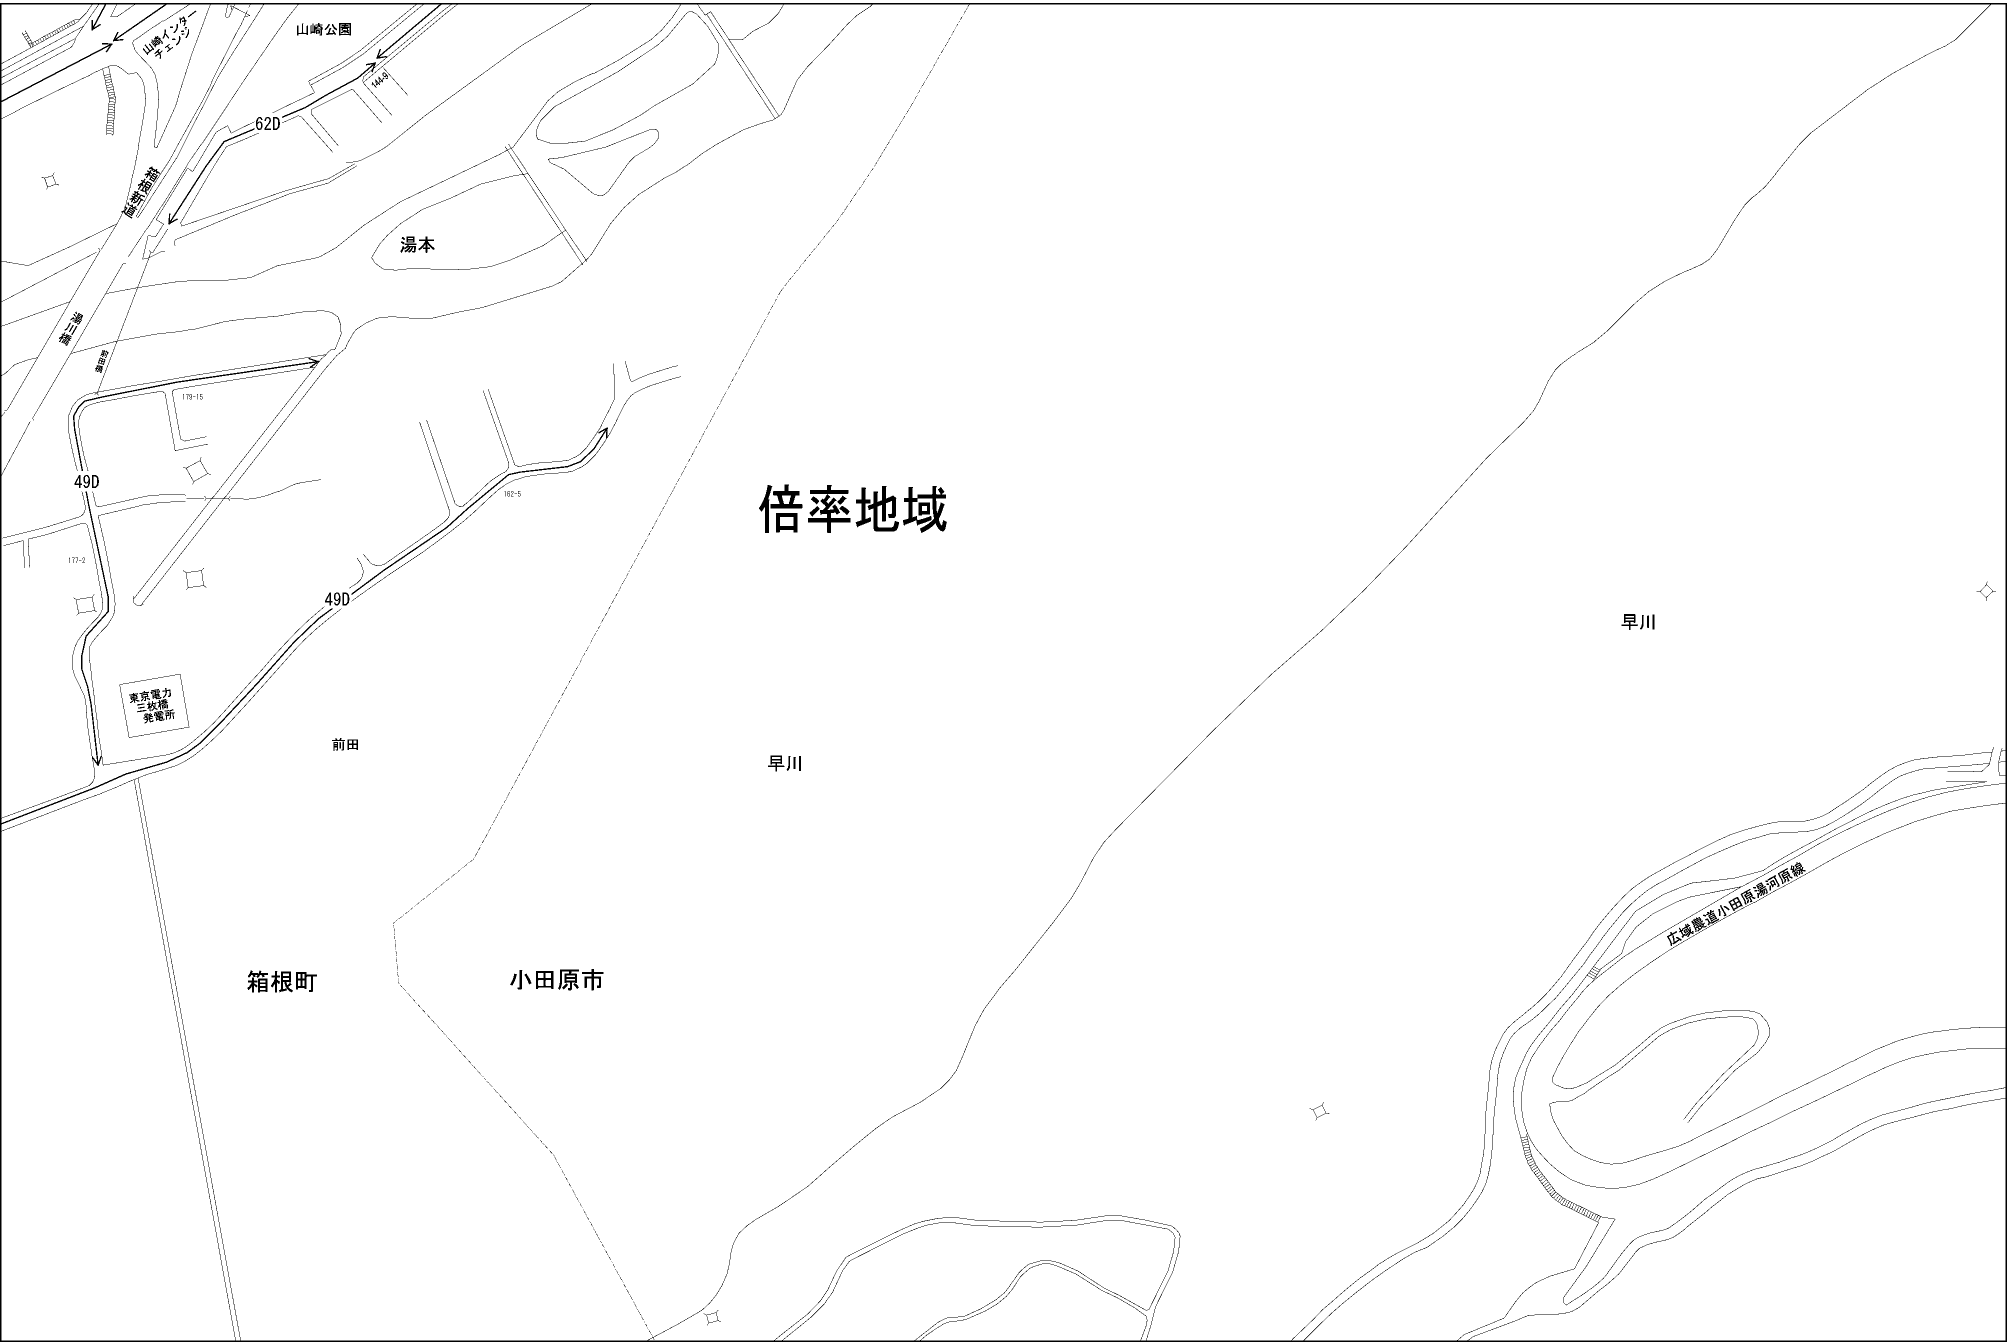 山崎インター
チェンジ
山崎公園
144-9
62D
箱根新道
湯本
湯川橋
前田橋
179-15
49D
162-5
倍率地域
177-2
49D
早川
東京電力
三枚橋
発電所
前田
早川
広域農道小田原湯河原線
箱根町
小田原市